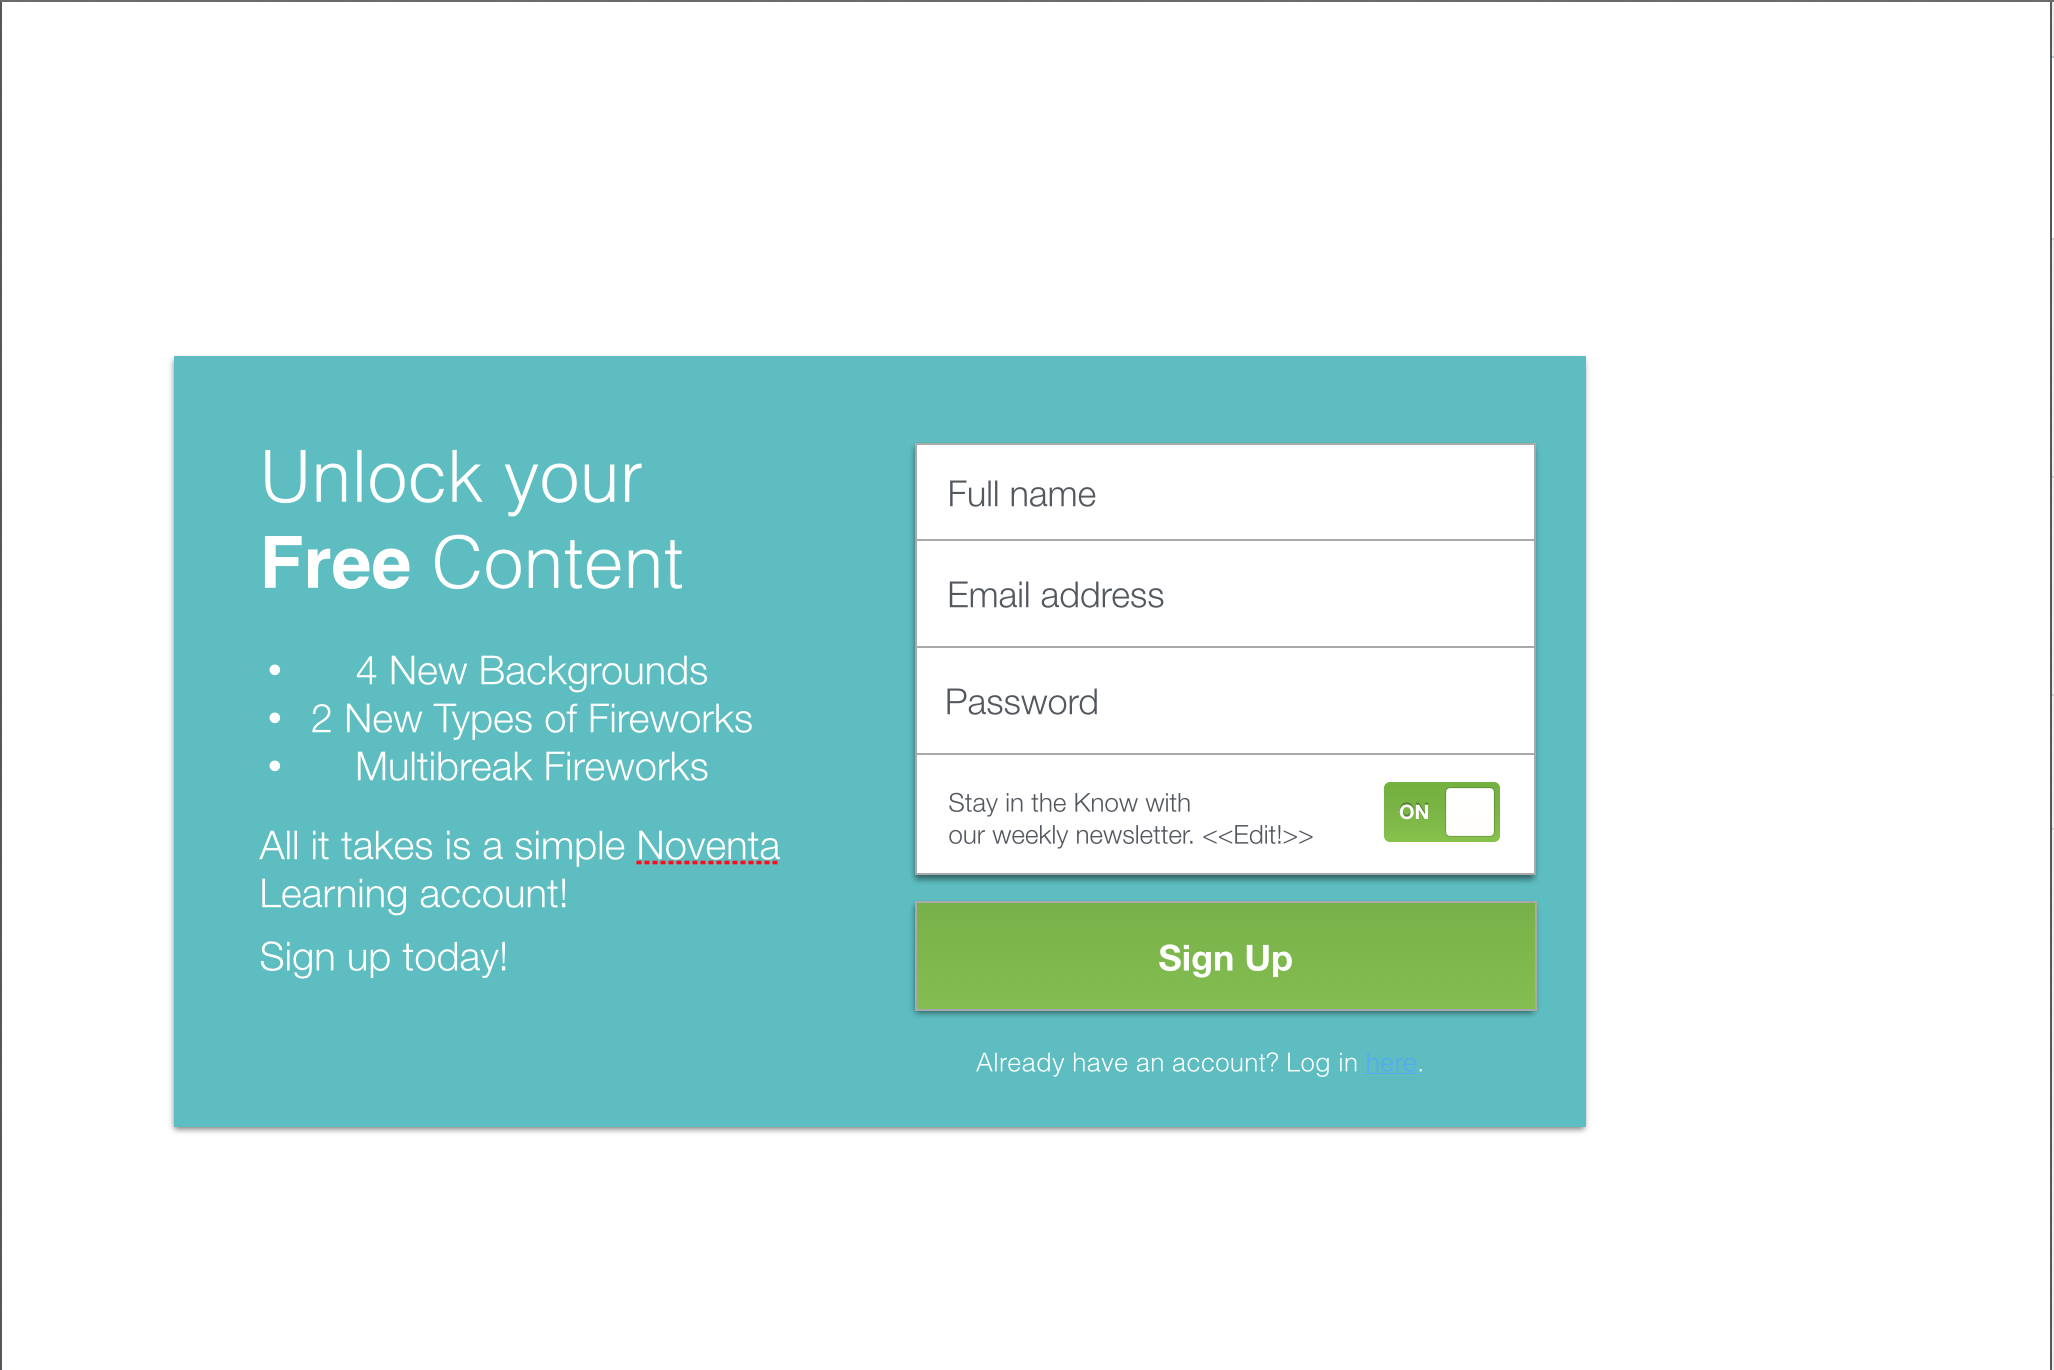 Unlock your
Free Content
• 4 New Backgrounds
• 2 New Types of Fireworks
• Multibreak Fireworks
All it takes is a simple Noventa
Learning account!
Sign up today!
Full name
Email address
Password
Stay in the Know with
our weekly newsletter. <<Edit!>>
ON
Sign Up
Already have an account? Log in here.